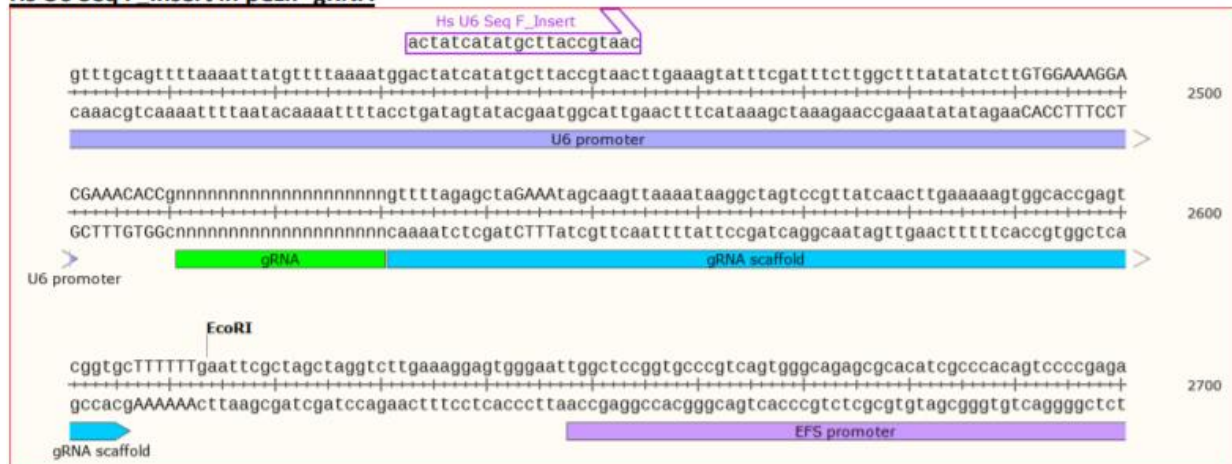 Hs U6 Seq F_Insert
actatcatatgcttaccgtaac
gtttgcagttttaaaattatgttttaaaatggactatcatatgcttaccgtaacttgaaagtatttcgatttcttggctttatatatcttGTGGAAAGGA
2500
caaacgtcaaaattttaatacaaaattttacctgatagtatacgaatggcattgaactttcataaagctaaagaaccgaaatatatagaaCACCTTTCCT
U6 promoter
CGAAACACCgnnnnnnnnnnnnnnnnnnnngttttagagctaGAAAtagcaagttaaaataaggctagtccgttatcaacttgaaaaagtggcaccgagt
2600
GCTTTGTGGcnnnnnnnnnnnnnnnnnnnncaaaatctcgatCTTTatcgttcaattttattccgatcaggcaatagttgaactttttcaccgtggctca
gRNA
gRNA scaffold
U6 promoter
EcoRI
cggtgcTTTTTTgaattcgctagctaggtcttgaaaggagtgggaattggctccggtgcccgtcagtgggcagagcgcacatcgcccacagtccccgaga
2700
gccacgAAAAAActtaagcgatcgatccagaactttcctcacccttaaccgaggccacgggcagtcacccgtctcgcgtgtagcgggtgtcaggggctct
EFS promoter
gRNA scaffold